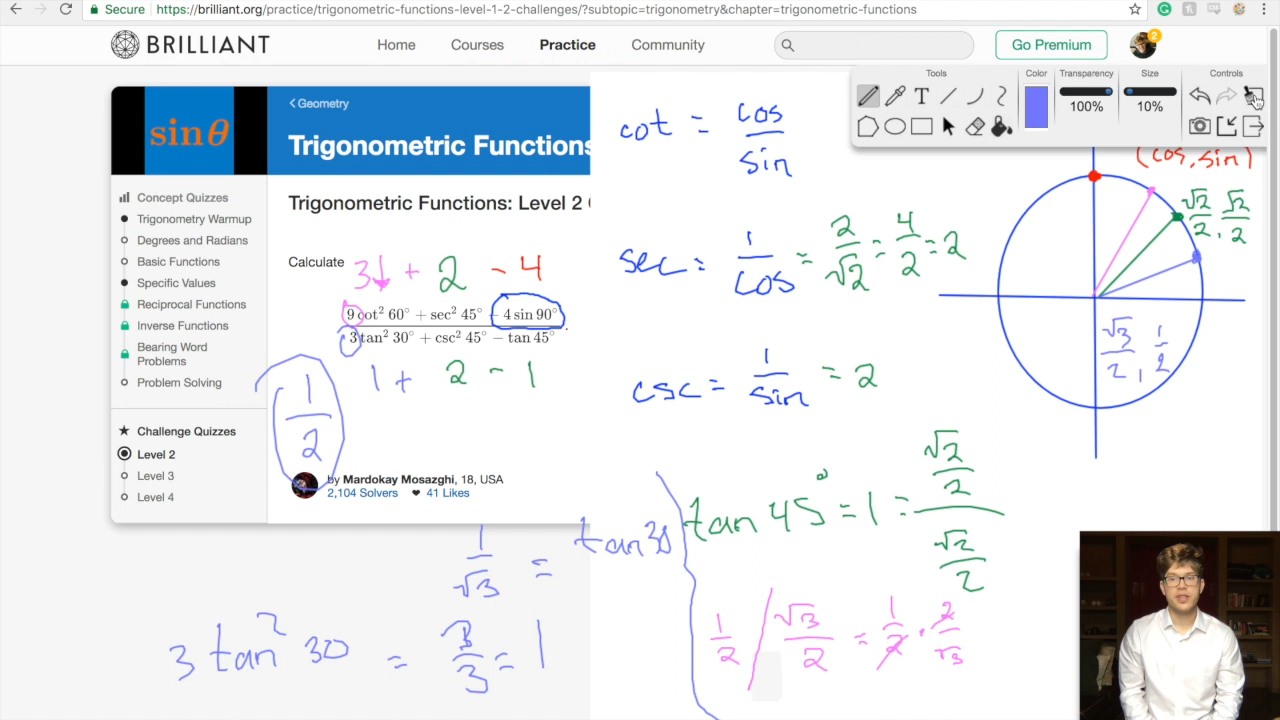 Secure https://brilliant.org/practice/trigonometric-functions-level-1-2-challenges/?subtopic=trigonometry&chapter=trigonometric-functions
BRILLIANT Home Courses Practice Community Go Premium 2
Tools Color Transparency Size Controls
T 100% 10%
sinθ
Geometry
Trigonometric Functions
Trigonometric Functions: Level 2
Concept Quizzes
Trigonometry Warmup
Degrees and Radians
Basic Functions
Specific Values
Reciprocal Functions
Inverse Functions
Bearing Word
Problems
Problem Solving
Challenge Quizzes
Level 2
Level 3
Level 4
Calculate
3 + 2 - 4
9 cot² 60° + sec² 45° − 4 sin 90°
3 tan² 30° + csc² 45° − tan 45°
.
1 + 2 - 1
1
2
by Mardokay Mosazghi, 18, USA
2,104 Solvers 41 Likes
cot = cos
sin
sec = 1 = 2 = 4 = 2
cos √2 2
csc = 1 = 2
sin
(cos, sin)
√2 √2
2, 2
√3 1
2, 2
tan 45° = 1 = √2
2
√2
2
1 = tan30
√3
3 tan² 30 = 3 = 1
3
1 / √3 = 1 · 2
2 2 2 √3